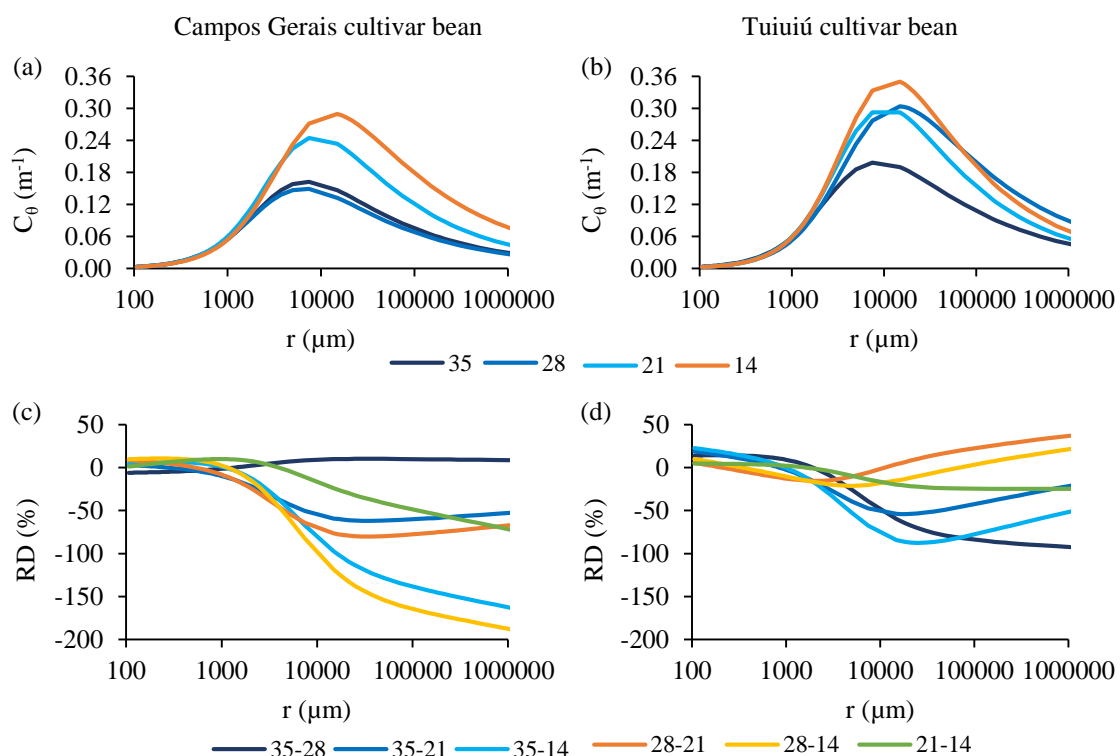 Campos Gerais cultivar bean
Tuiuiú cultivar bean
(a)
0.36
0.30
0.24
0.18
0.12
0.06
0.00
C_θ (m⁻¹)
100 1000 10000 100000 1000000
r (µm)
(b)
0.36
0.30
0.24
0.18
0.12
0.06
0.00
C_θ (m⁻¹)
100 1000 10000 100000 1000000
r (µm)
35 28 21 14
(c)
50
0
-50
-100
-150
-200
RD (%)
100 1000 10000 100000 1000000
r (µm)
(d)
50
0
-50
-100
-150
-200
RD (%)
100 1000 10000 100000 1000000
r (µm)
35-28 35-21 35-14 28-21 28-14 21-14